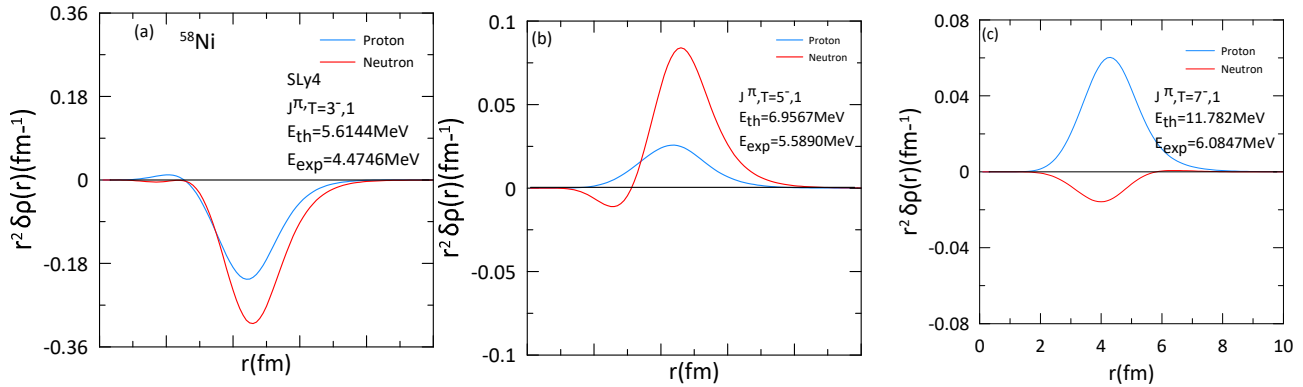 (a)
⁵⁸Ni
Proton
Neutron
SLy4
Jπ,T=3-,1
Eth=5.6144MeV
Eexp=4.4746MeV
0.36
0.18
0
-0.18
-0.36
r² δρ(r)(fm-1)
r(fm)
(b)
Proton
Neutron
Jπ,T=5-,1
Eth=6.9567MeV
Eexp=5.5890MeV
0.1
0.05
0
-0.05
-0.1
r² δρ(r)(fm-1)
r(fm)
(c)
Proton
Neutron
Jπ,T=7-,1
Eth=11.782MeV
Eexp=6.0847MeV
0.08
0.04
0
-0.04
-0.08
r² δρ(r)(fm-1)
0 2 4 6 8 10
r(fm)